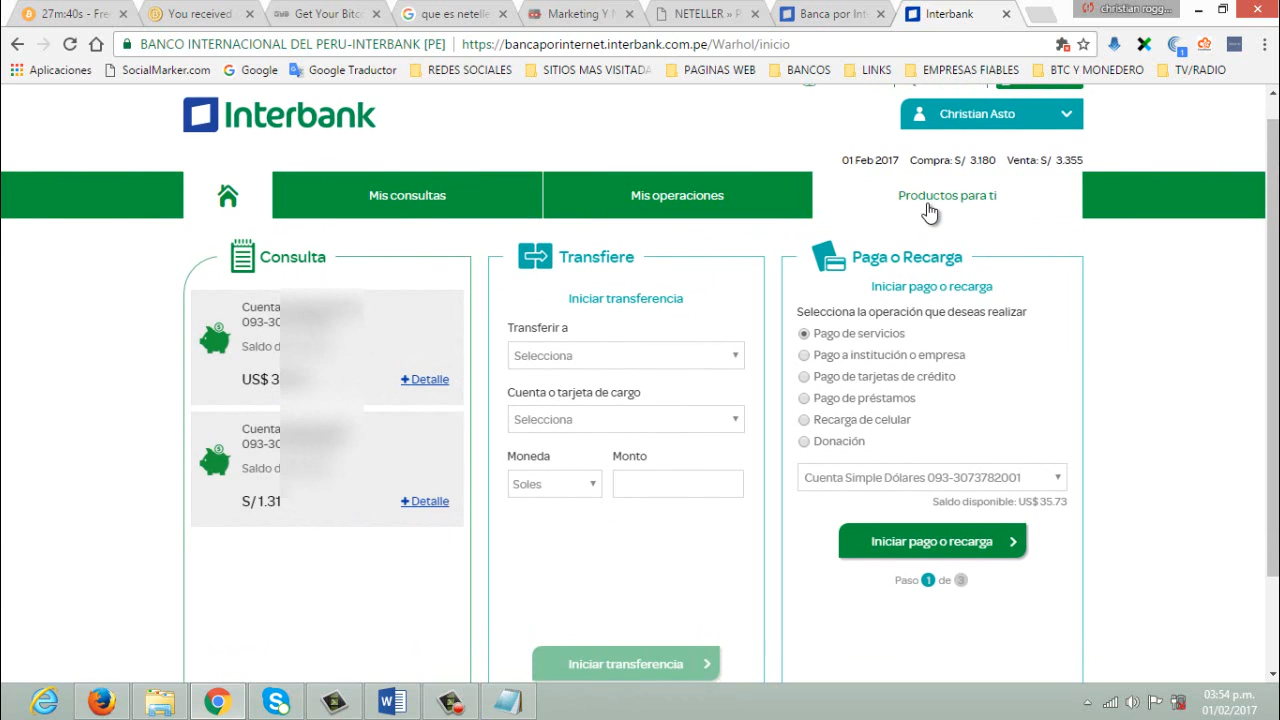 27m:40s - Fre
You received
Get Your Bitc
que es netelle
Marketing Y N
NETELLER » P
Banca por Int
Interbank
christian rogg...
BANCO INTERNACIONAL DEL PERU-INTERBANK [PE]
https://bancaporinternet.interbank.com.pe/Warhol/inicio
Aplicaciones
SocialMarker.com
Google
Google Traductor
REDES SOCIALES
SITIOS MAS VISITADA
PAGINAS WEB
BANCOS
LINKS
EMPRESAS FIABLES
BTC Y MONEDERO
TV/RADIO
Interbank
Christian Asto
01 Feb 2017 Compra: S/ 3.180 Venta: S/ 3.355
Mis consultas
Mis operaciones
Productos para ti
Consulta
Cuenta
093-30
Saldo d
US$ 3
+ Detalle
Cuenta
093-30
Saldo d
S/ 1.31
+ Detalle
Transfiere
Iniciar transferencia
Transferir a
Selecciona
Cuenta o tarjeta de cargo
Selecciona
Moneda Monto
Soles
Iniciar transferencia
Paga o Recarga
Iniciar pago o recarga
Selecciona la operación que deseas realizar
Pago de servicios
Pago a institución o empresa
Pago de tarjetas de crédito
Pago de préstamos
Recarga de celular
Donación
Cuenta Simple Dólares 093-3073782001
Saldo disponible: US$ 35.73
Iniciar pago o recarga
Paso 1 de 3
03:54 p.m.
01/02/2017